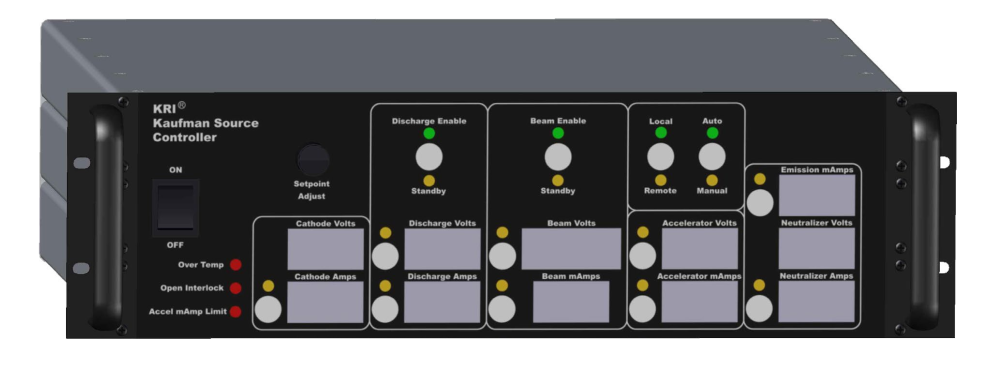 KRI®
Kaufman Source
Controller
ON
OFF
Setpoint
Adjust
Over Temp
Open Interlock
Accel mAmp Limit
Cathode Volts
Cathode Amps
Discharge Enable
Standby
Discharge Volts
Discharge Amps
Beam Enable
Standby
Beam Volts
Beam mAmps
Local
Auto
Remote
Manual
Accelerator Volts
Accelerator mAmps
Emission mAmps
Neutralizer Volts
Neutralizer Amps